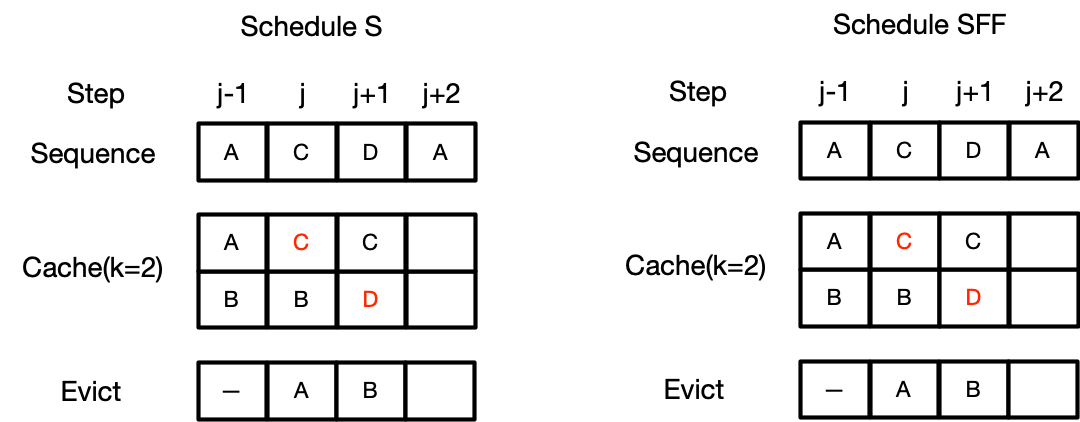 Schedule S
Step j-1 j j+1 j+2
Sequence A C D A
A C C
Cache(k=2)
B B D
Evict – A B
Schedule SFF
Step j-1 j j+1 j+2
Sequence A C D A
A C C
Cache(k=2)
B B D
Evict – A B